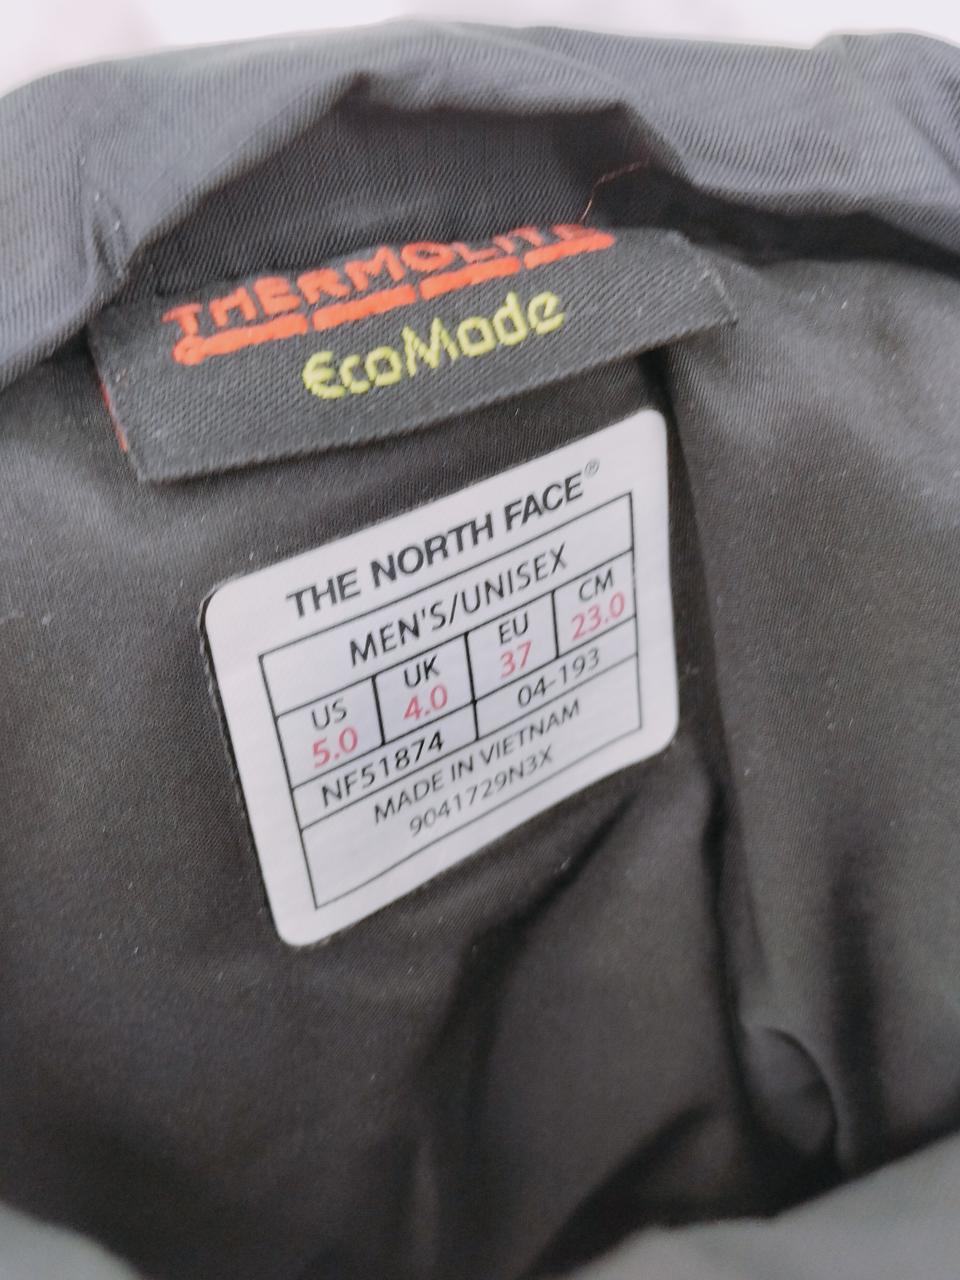 THERMOLITE
EcoMode
THE NORTH FACE®
MEN'S/UNISEX
US UK EU CM
5.0 4.0 37 23.0
NF51874 04-193
MADE IN VIETNAM
9041729N3X